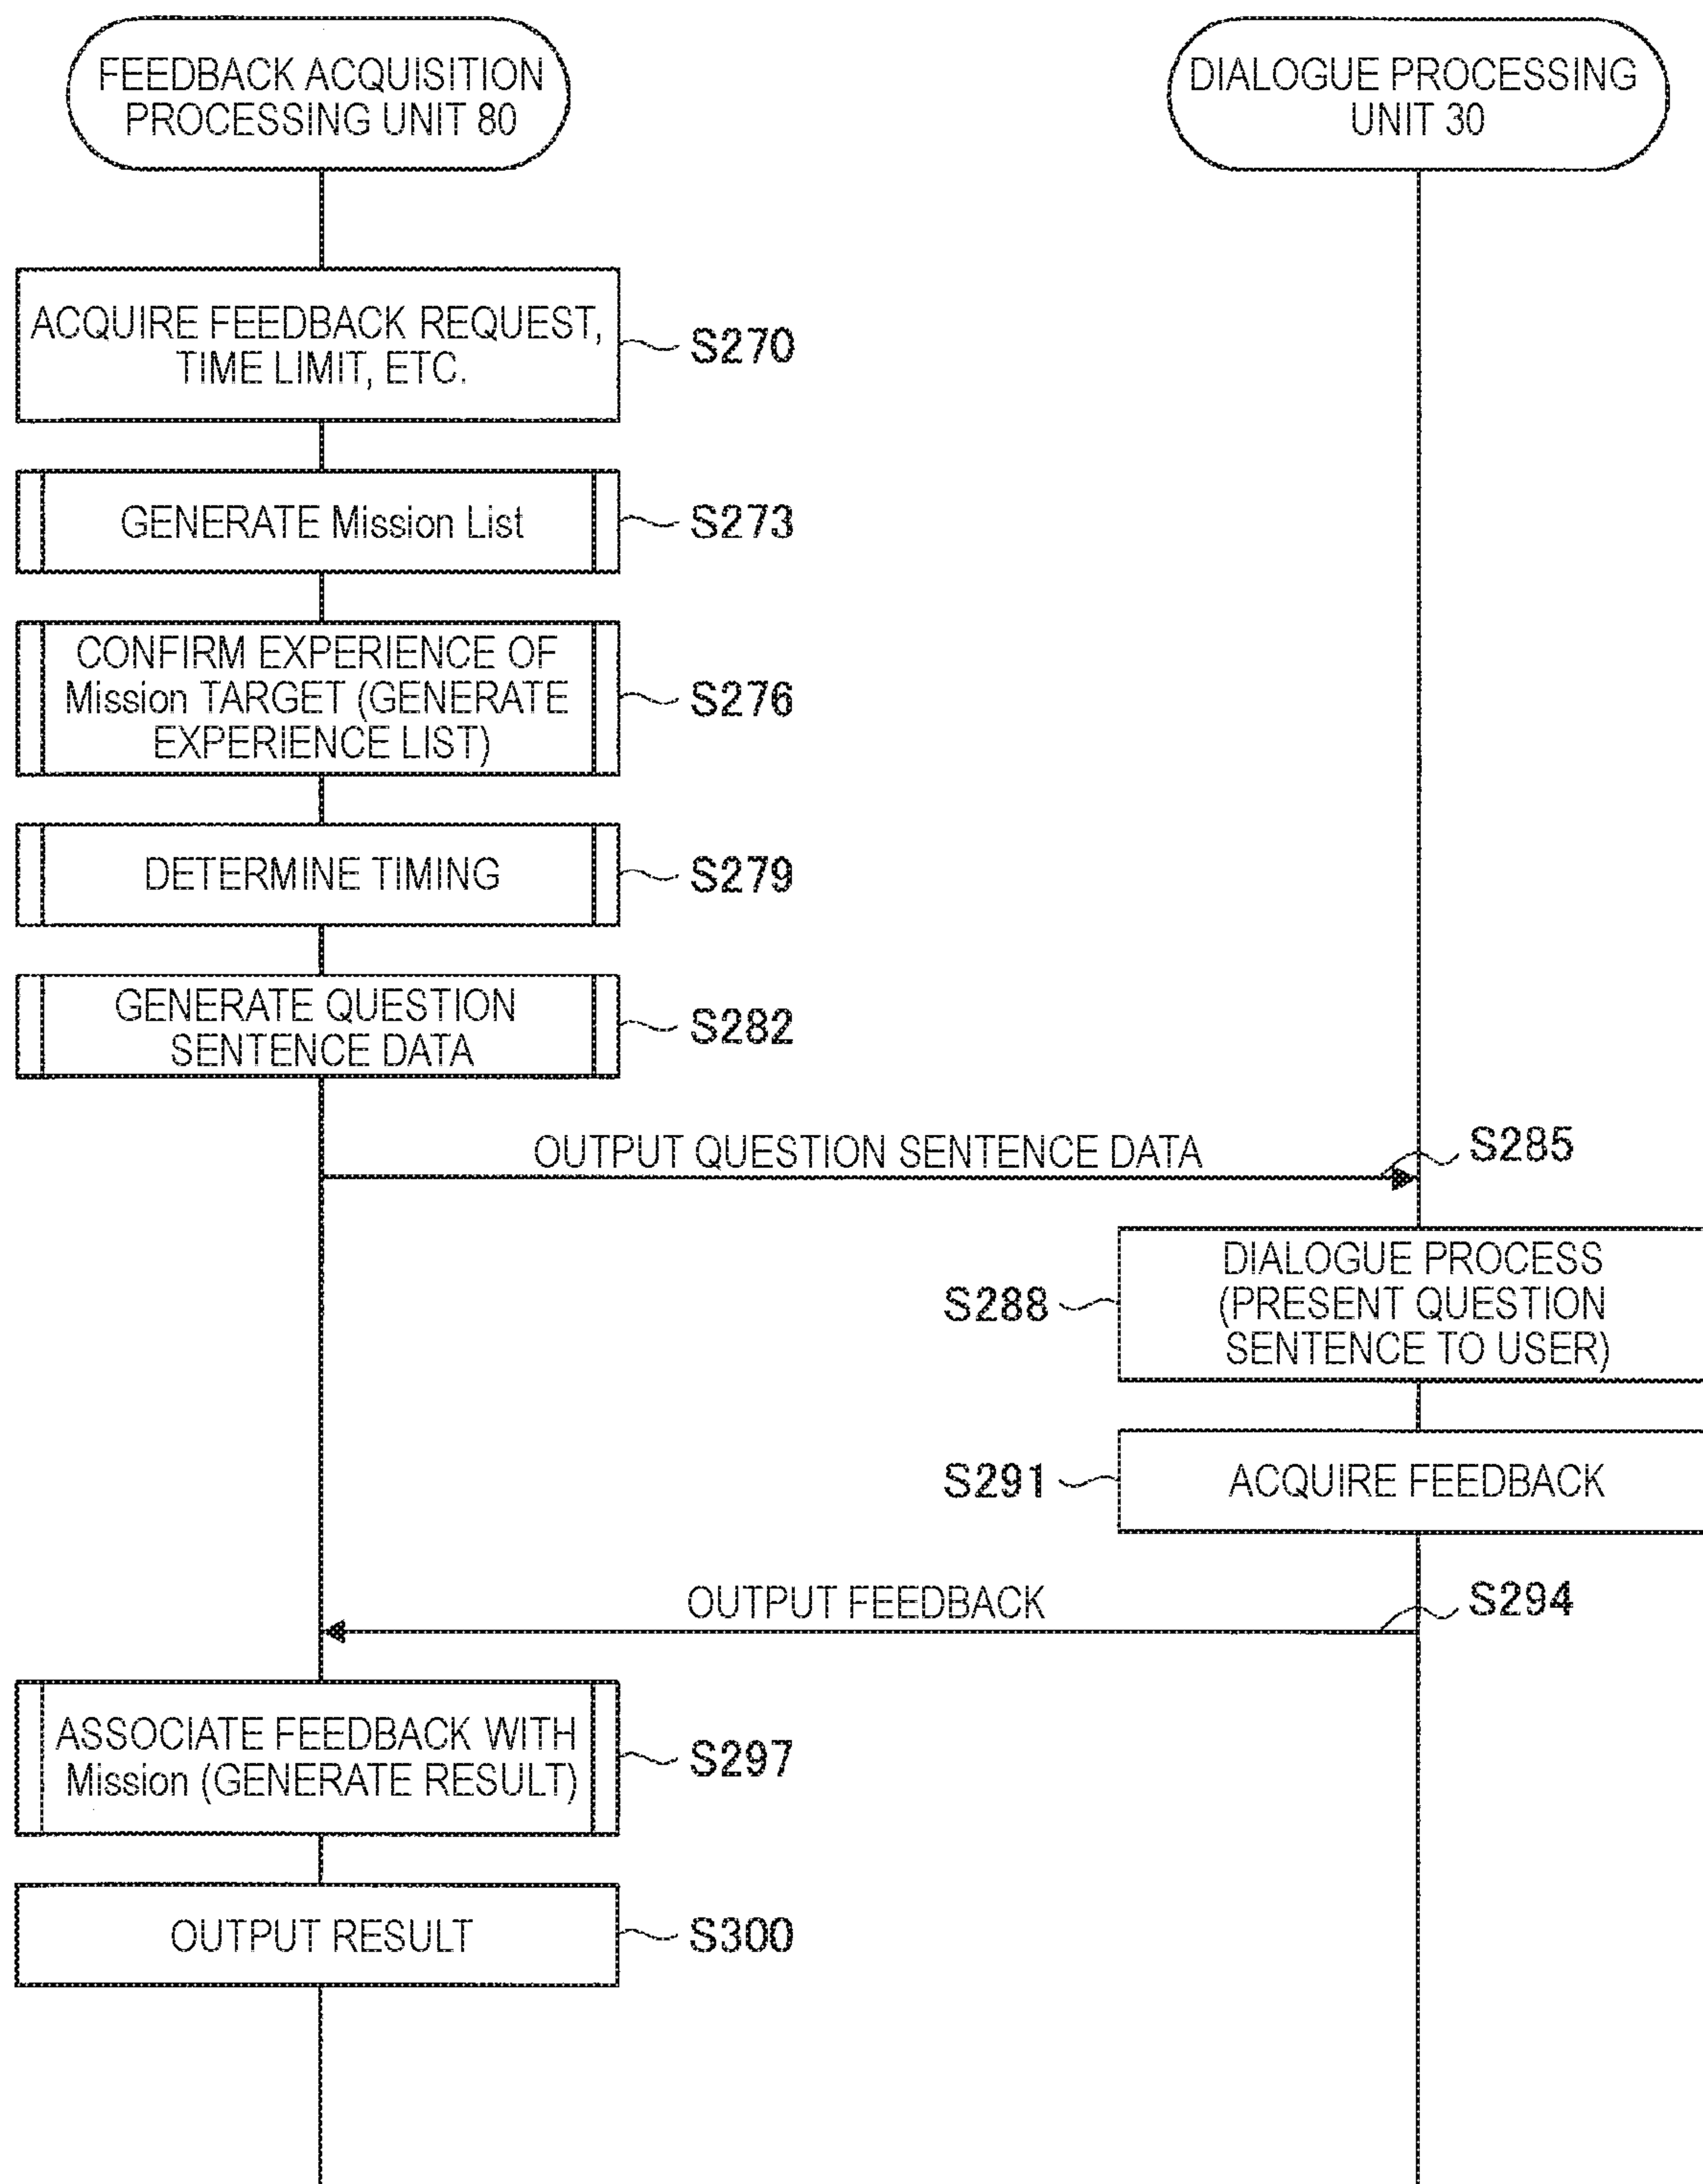 FEEDBACK ACQUISITION
PROCESSING UNIT 80
DIALOGUE PROCESSING
UNIT 30
ACQUIRE FEEDBACK REQUEST,
TIME LIMIT, ETC.
S270
GENERATE Mission List
S273
CONFIRM EXPERIENCE OF
Mission TARGET (GENERATE
EXPERIENCE LIST)
S276
DETERMINE TIMING
S279
GENERATE QUESTION
SENTENCE DATA
S282
OUTPUT QUESTION SENTENCE DATA
S285
DIALOGUE PROCESS
(PRESENT QUESTION
SENTENCE TO USER)
S288
ACQUIRE FEEDBACK
S291
OUTPUT FEEDBACK
S294
ASSOCIATE FEEDBACK WITH
Mission (GENERATE RESULT)
S297
OUTPUT RESULT
S300